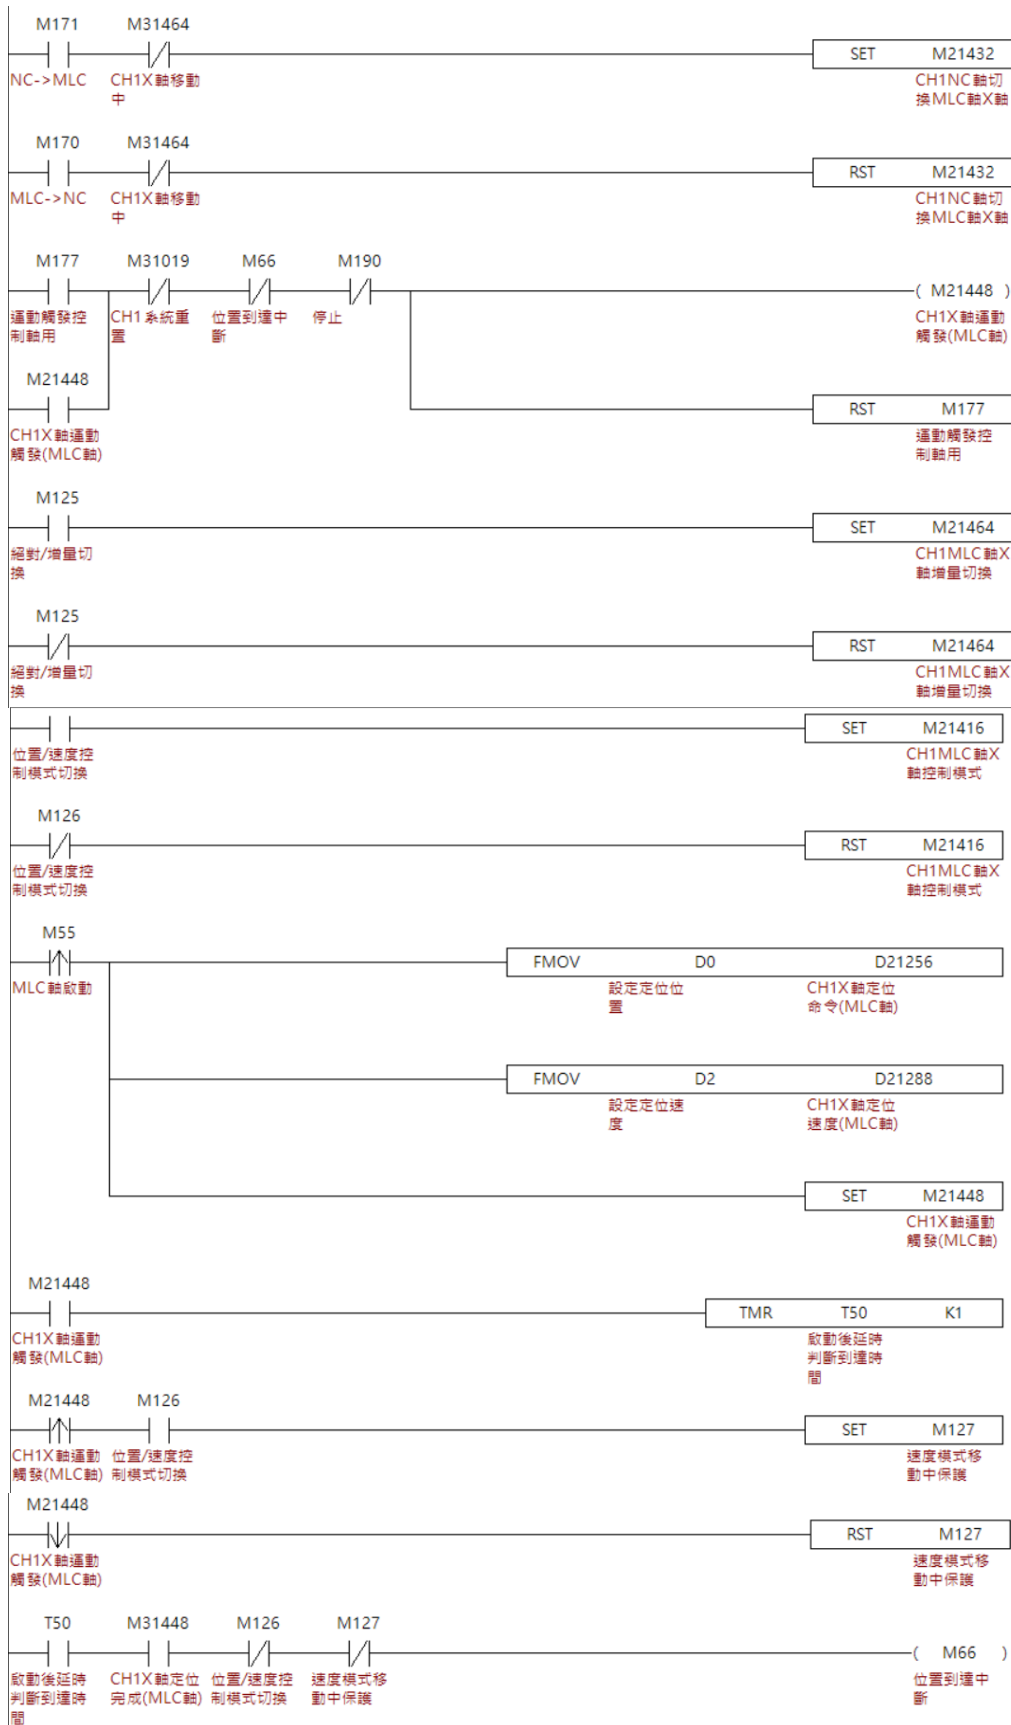 M171 M31464
SET M21432
NC->MLC CH1X軸移動 CH1NC軸切
中 換MLC軸X軸
M170 M31464
RST M21432
MLC->NC CH1X軸移動 CH1NC軸切
中 換MLC軸X軸
M177 M31019 M66 M190
( M21448 )
運動觸發控 CH1系統重 位置到達中 停止 CH1X軸運動
制軸用 置 斷 觸發(MLC軸)
M21448
RST M177
CH1X軸運動 運動觸發控
觸發(MLC軸) 制軸用
M125
SET M21464
絕對/增量切 CH1MLC軸X
換 軸增量切換
M125
RST M21464
絕對/增量切 CH1MLC軸X
換 軸增量切換
SET M21416
位置/速度控 CH1MLC軸X
制模式切換 軸控制模式
M126
RST M21416
位置/速度控 CH1MLC軸X
制模式切換 軸控制模式
M55
FMOV D0 D21256
MLC軸啟動 設定定位位 CH1X軸定位
置 命令(MLC軸)
FMOV D2 D21288
設定定位速 CH1X軸定位
度 速度(MLC軸)
SET M21448
CH1X軸運動
觸發(MLC軸)
M21448
TMR T50 K1
CH1X軸運動 啟動後延時
觸發(MLC軸) 判斷到達時
間
M21448 M126
SET M127
CH1X軸運動 位置/速度控 速度模式移
觸發(MLC軸) 制模式切換 動中保護
M21448
RST M127
CH1X軸運動 速度模式移
觸發(MLC軸) 動中保護
T50 M31448 M126 M127
( M66 )
啟動後延時 CH1X軸定位 位置/速度控 速度模式移 位置到達中
判斷到達時 完成(MLC軸) 制模式切換 動中保護 斷
間